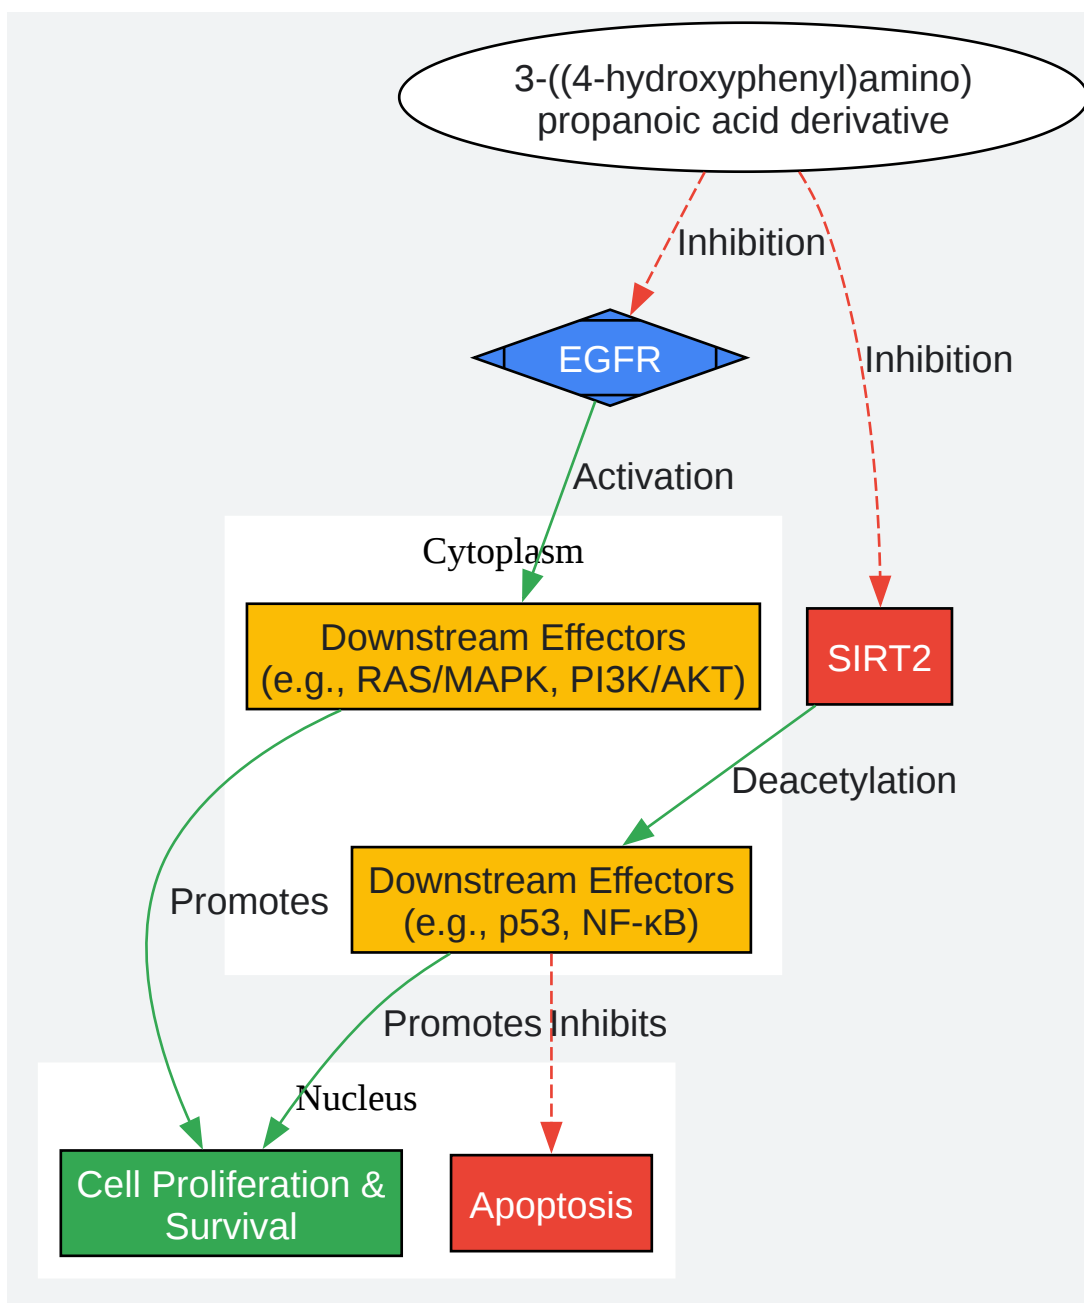 3-((4-hydroxyphenyl)amino)
propanoic acid derivative
Inhibition
EGFR
Inhibition
Activation
Cytoplasm
Downstream Effectors
(e.g., RAS/MAPK, PI3K/AKT)
SIRT2
Deacetylation
Downstream Effectors
(e.g., p53, NF-κB)
Promotes
Promotes
Inhibits
Nucleus
Cell Proliferation &
Survival
Apoptosis